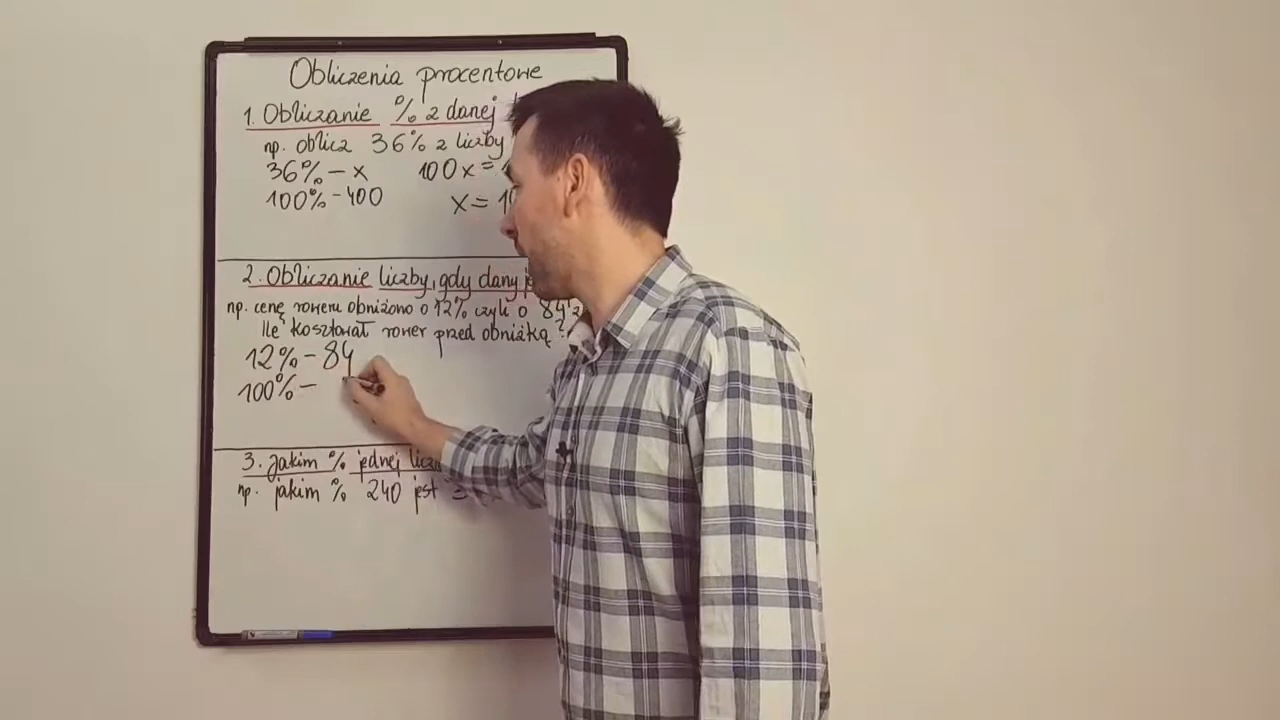 Obliczenia procentowe
1. Obliczanie % z danej
np. oblicz 36% z liczby
36% – x 100x =
100% – 400 x = 1
2. Obliczanie liczby, gdy dany
np. cenę roweru obniżono o 12% czyli o 84
Ile kosztował rower przed obniżką?
12% – 84
100% –
3. Jakim % jednej
np. jakim % 240 jest